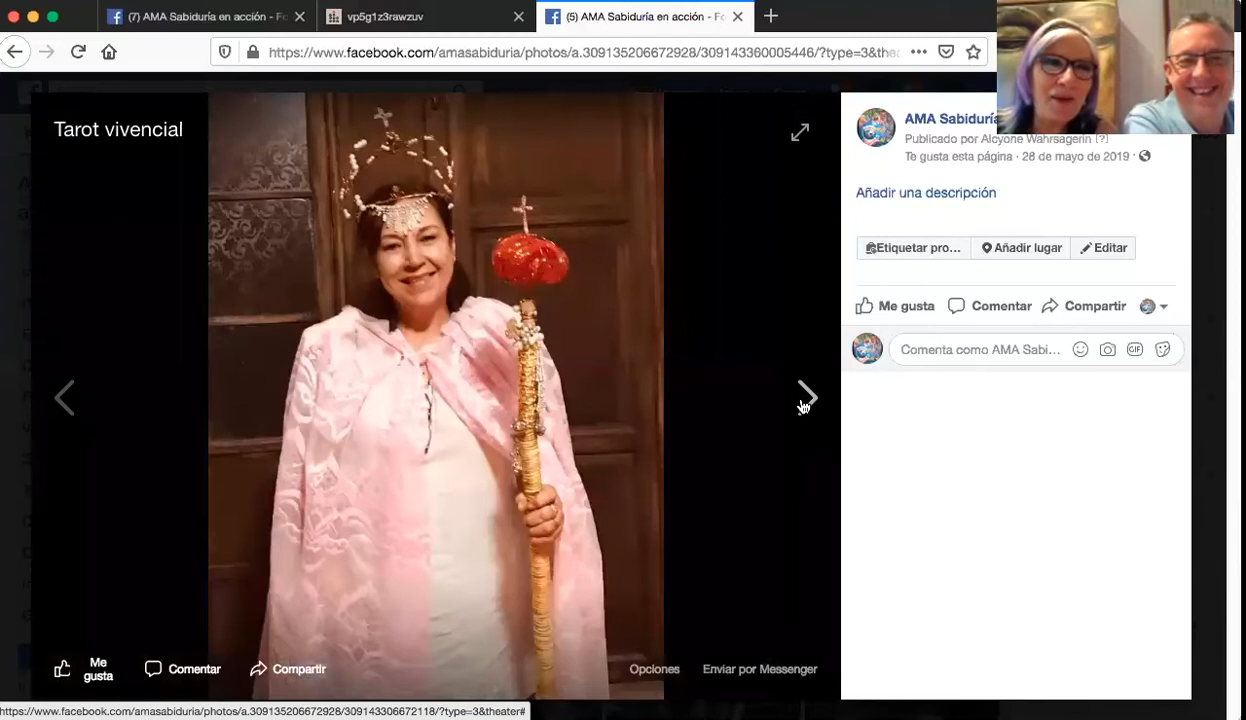 (7) AMA Sabiduría en acción - Fa
vp5g1z3rawzuv
(5) AMA Sabiduría en acción - Fa
https://www.facebook.com/amasabiduria/photos/a.309135206672928/309143360005446/?type=3&thea
Tarot vivencial
AMA Sabiduría
Publicado por Alcyone Wahrsagerin [?]
Te gusta esta página · 28 de mayo de 2019 ·
Añadir una descripción
Etiquetar pro... Añadir lugar Editar
Me gusta Comentar Compartir
Comenta como AMA Sabi... GIF
Me gusta Comentar Compartir Opciones Enviar por Messenger
https://www.facebook.com/amasabiduria/photos/a.309135206672928/309143306672118/?type=3&theater#